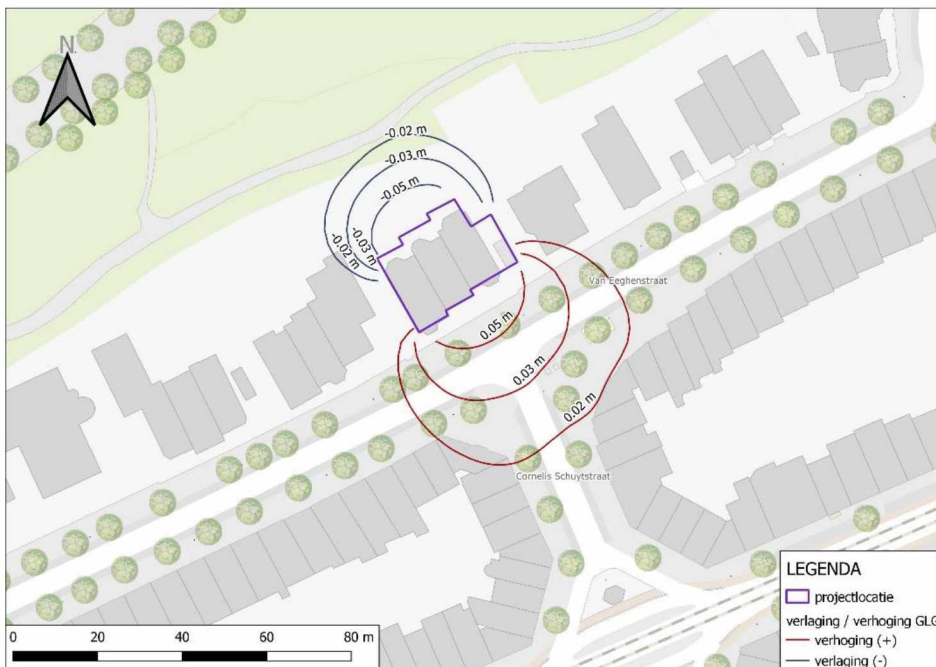 N
-0.02 m
-0.03 m
-0.05 m
-0.03 m
-0.02 m
Van Eeghenstraat
0.05 m
0.03 m
0.02 m
Cornelis Schuytstraat
LEGENDA
projectlocatie
verlaging / verhoging GLG
verhoging (+)
verlaging (-)
0 20 40 60 80 m